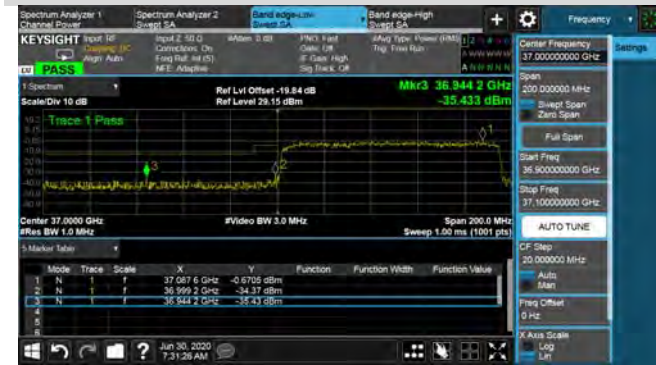 Spectrum Analyzer 1
Channel Power
Spectrum Analyzer 2
Swept SA
Band edge-Low
Swept SA
Band edge-High
Swept SA
Frequency
KEYSIGHT Input: RF
Coupling: DC
Align: Auto
Input Z: 50 Ω
Corrections: On
Freq Ref: Int (S)
NFE: Adaptive
#Atten: 0 dB
PNO: Fast
Gate: Off
IF Gain: High
Sig Track: Off
#Avg Type: Power (RMS)
Trig: Free Run
PASS
1 Spectrum
Scale/Div 10 dB
Ref Lvl Offset -19.84 dB
Ref Level 29.15 dBm
Mkr3 36.944 2 GHz
-35.433 dBm
Trace 1 Pass
Center 37.0000 GHz
#Res BW 1.0 MHz
#Video BW 3.0 MHz
Span 200.0 MHz
Sweep 1.00 ms (1001 pts)
5 Marker Table
Mode Trace Scale X Y Function Function Width Function Value
1 N 1 f 37.087 6 GHz -0.6705 dBm
2 N 1 f 36.999 2 GHz -34.37 dBm
3 N 1 f 36.944 2 GHz -35.43 dBm
4
5
6
Jun 30, 2020
7:31:26 AM
Center Frequency
37.000000000 GHz
Settings
Span
200.000000 MHz
Swept Span
Zero Span
Full Span
Start Freq
36.900000000 GHz
Stop Freq
37.100000000 GHz
AUTO TUNE
CF Step
20.000000 MHz
Auto
Man
Freq Offset
0 Hz
X Axis Scale
Log
Lin